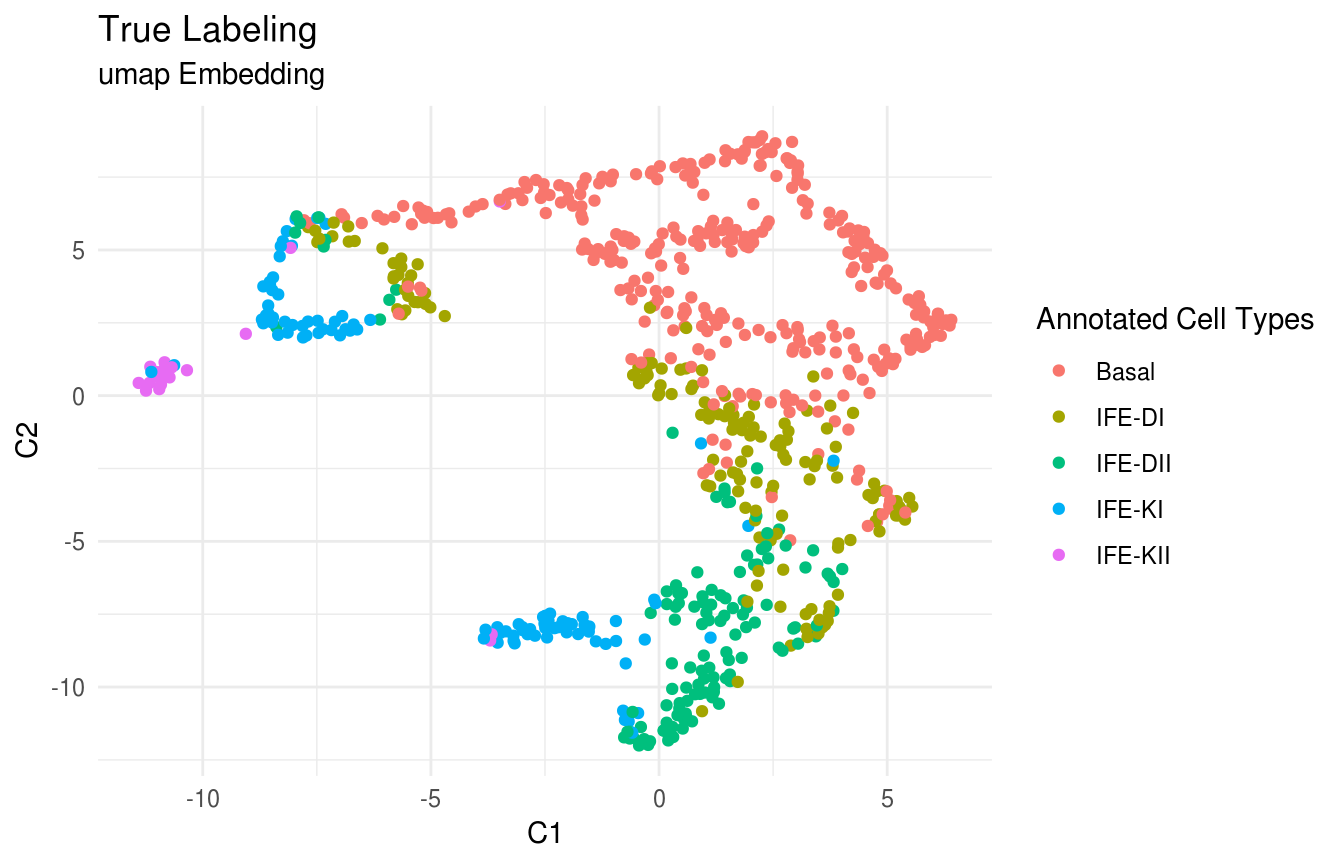 True Labeling
umap Embedding
C2
5
0
-5
-10
-10
-5
0
5
C1
Annotated Cell Types
Basal
IFE-DI
IFE-DII
IFE-KI
IFE-KII